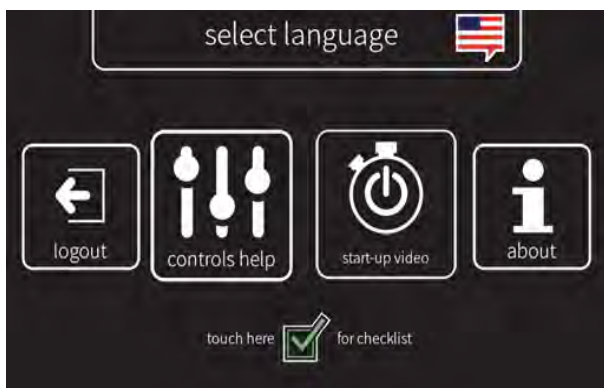 select language
logout
controls help
start-up video
about
touch here for checklist